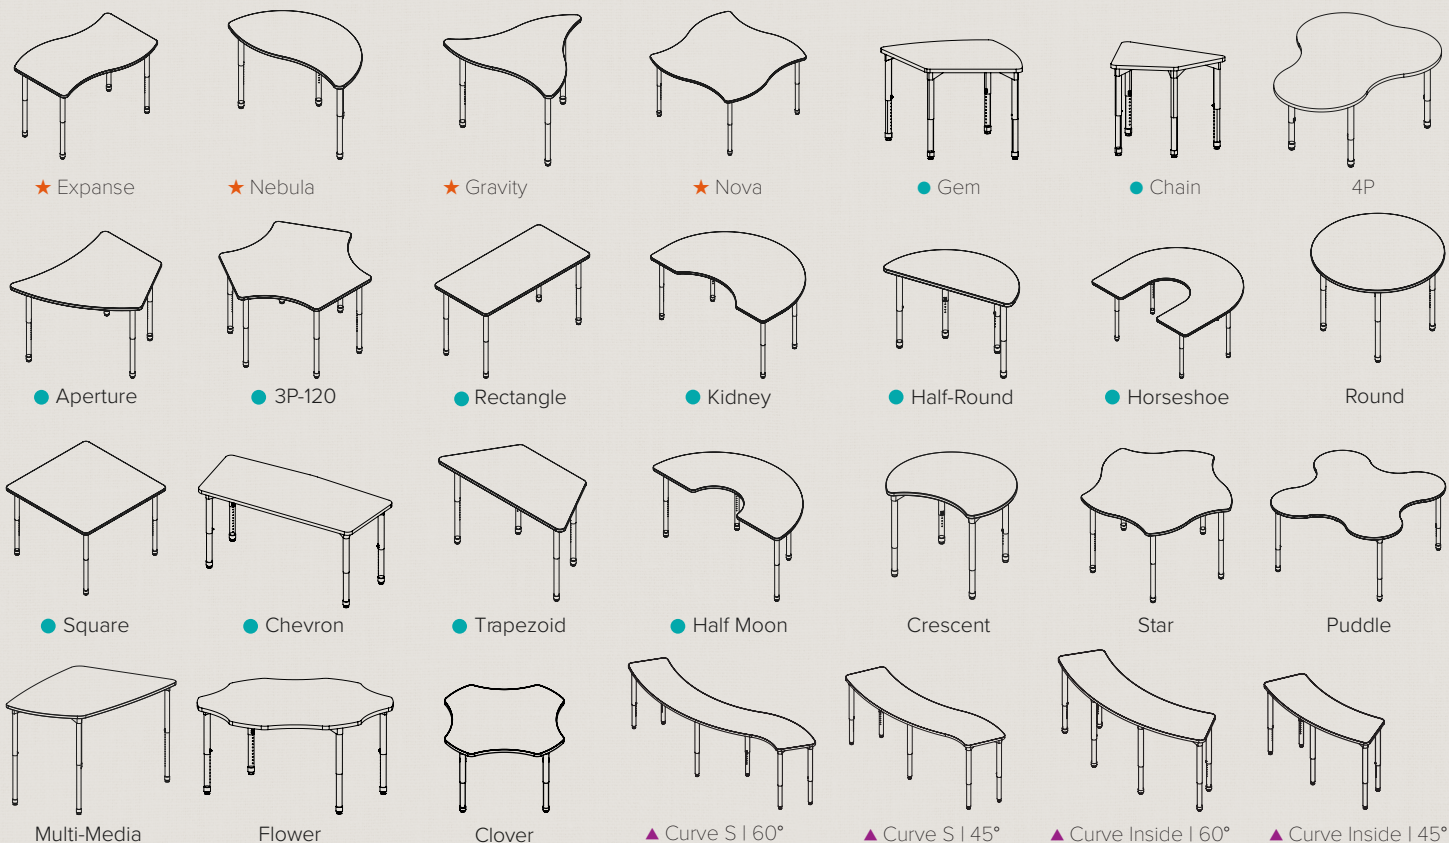 ★ Expanse ★ Nebula ★ Gravity ★ Nova ● Gem ● Chain 4P
● Aperture ● 3P-120 ● Rectangle ● Kidney ● Half-Round ● Horseshoe Round
● Square ● Chevron ● Trapezoid ● Half Moon Crescent Star Puddle
Multi-Media Flower Clover ▲ Curve S | 60° ▲ Curve S | 45° ▲ Curve Inside | 60° ▲ Curve Inside | 45°